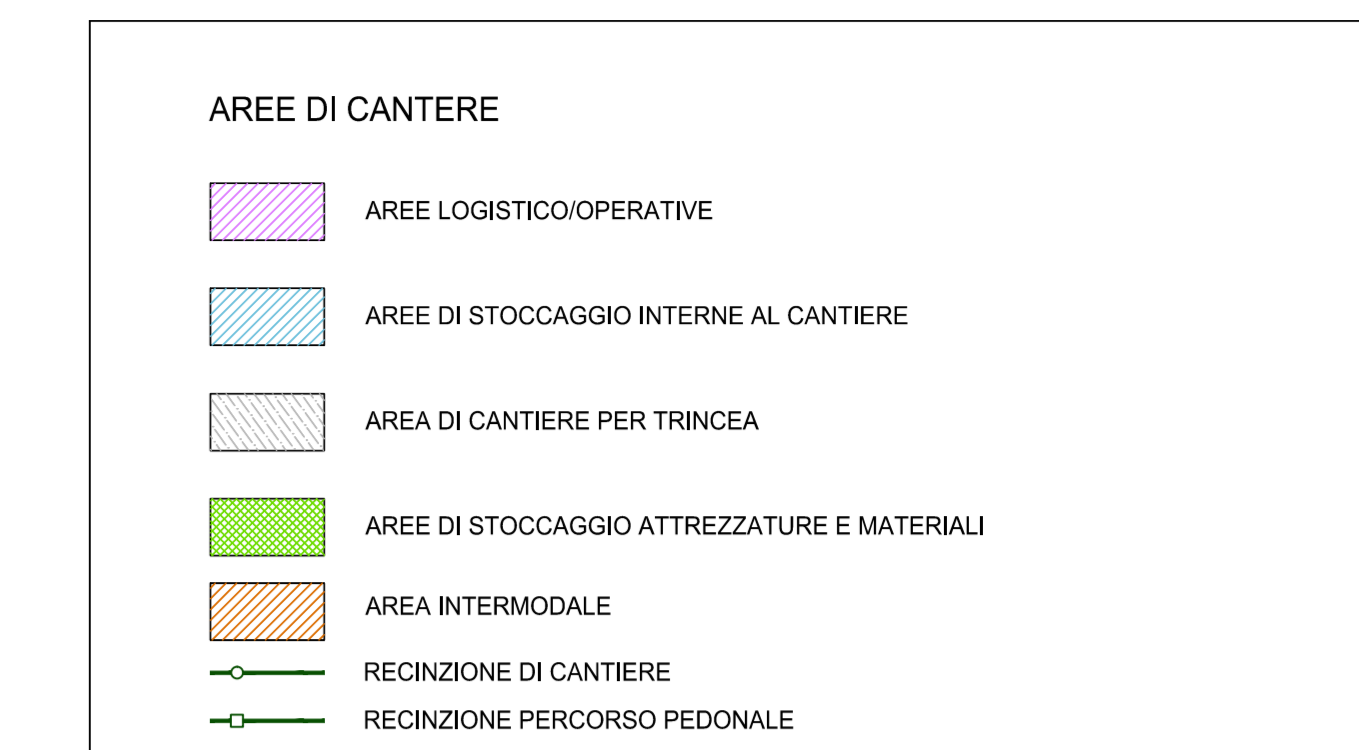 AREE DI CANTERE
AREE LOGISTICO/OPERATIVE
AREE DI STOCCAGGIO INTERNE AL CANTIERE
AREA DI CANTIERE PER TRINCEA
AREE DI STOCCAGGIO ATTREZZATURE E MATERIALI
AREA INTERMODALE
RECINZIONE DI CANTIERE
RECINZIONE PERCORSO PEDONALE